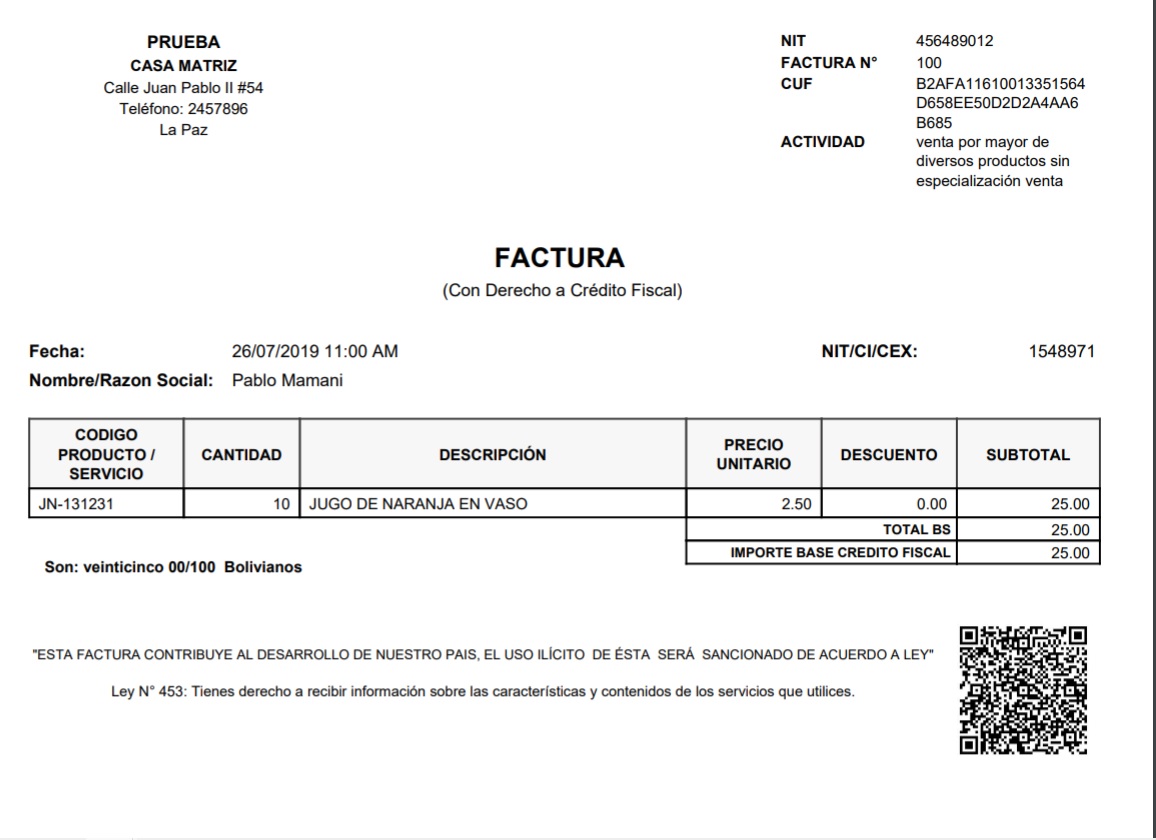 PRUEBA
CASA MATRIZ
Calle Juan Pablo II #54
Teléfono: 2457896
La Paz
NIT 456489012
FACTURA N° 100
CUF B2AFA11610013351564
D658EE50D2D2A4AA6
B685
ACTIVIDAD venta por mayor de
diversos productos sin
especialización venta
FACTURA
(Con Derecho a Crédito Fiscal)
Fecha: 26/07/2019 11:00 AM NIT/CI/CEX: 1548971
Nombre/Razon Social: Pablo Mamani
CODIGO
PRODUCTO /
SERVICIO
CANTIDAD
DESCRIPCIÓN
PRECIO
UNITARIO
DESCUENTO
SUBTOTAL
JN-131231 10 JUGO DE NARANJA EN VASO 2.50 0.00 25.00
TOTAL BS 25.00
IMPORTE BASE CREDITO FISCAL 25.00
Son: veinticinco 00/100 Bolivianos
"ESTA FACTURA CONTRIBUYE AL DESARROLLO DE NUESTRO PAIS, EL USO ILÍCITO DE ÉSTA SERÁ SANCIONADO DE ACUERDO A LEY"
Ley N° 453: Tienes derecho a recibir información sobre las características y contenidos de los servicios que utilices.